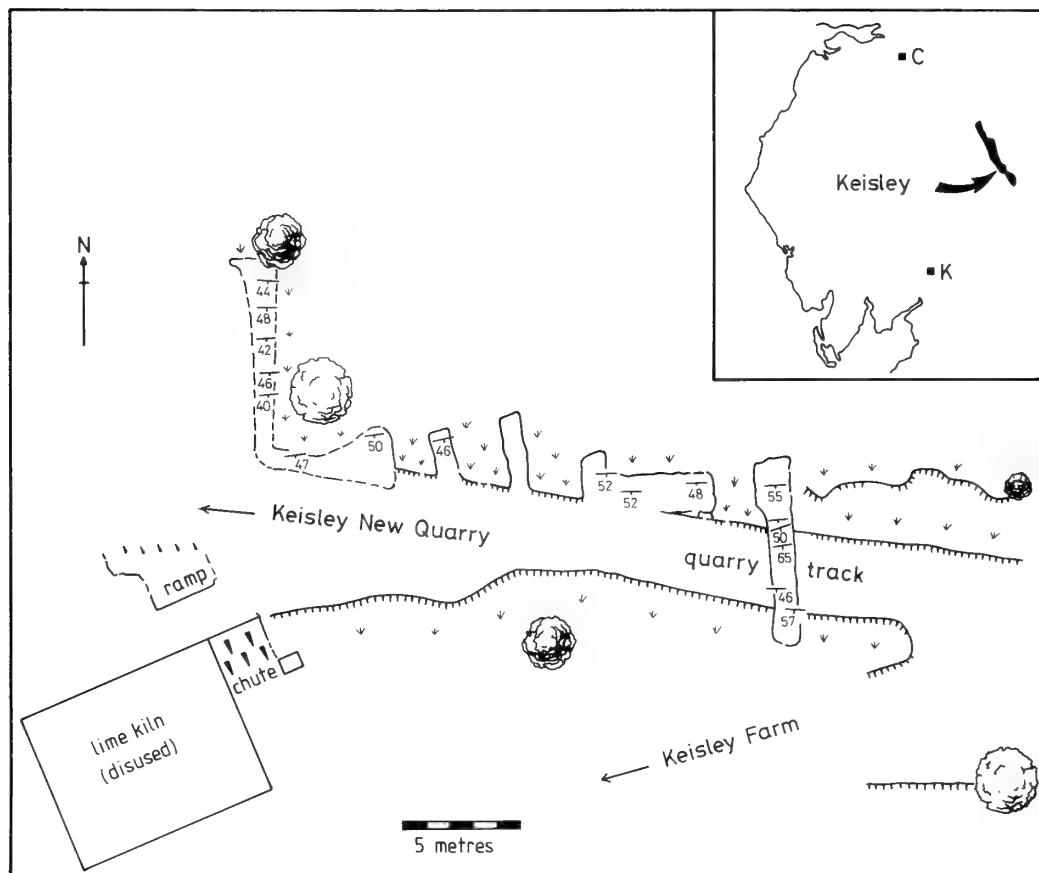 C
Keisley
K
N
44
48
42
46
40
47
50
46
52
52
48
55
50
65
46
57
Keisley New Quarry
quarry track
ramp
chute
lime kiln
(disused)
Keisley Farm
5 metres